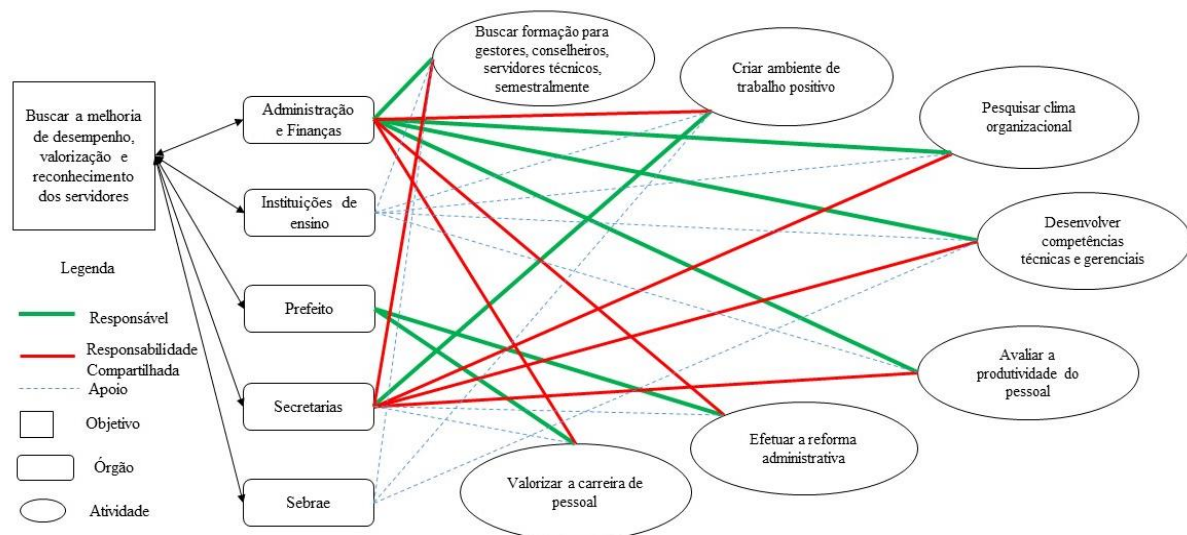 Buscar a melhoria
de desempenho,
valorização e
reconhecimento
dos servidores
Legenda
Responsável
Responsabilidade
Compartilhada
Apoio
Objetivo
Órgão
Atividade
Administração
e Finanças
Instituições de
ensino
Prefeito
Secretarias
Sebrae
Buscar formação para
gestores, conselheiros,
servidores técnicos,
semestralmente
Criar ambiente de
trabalho positivo
Pesquisar clima
organizacional
Desenvolver
competências
técnicas e gerenciais
Avaliar a
produtividade do
pessoal
Efetuar a reforma
administrativa
Valorizar a carreira de
pessoal